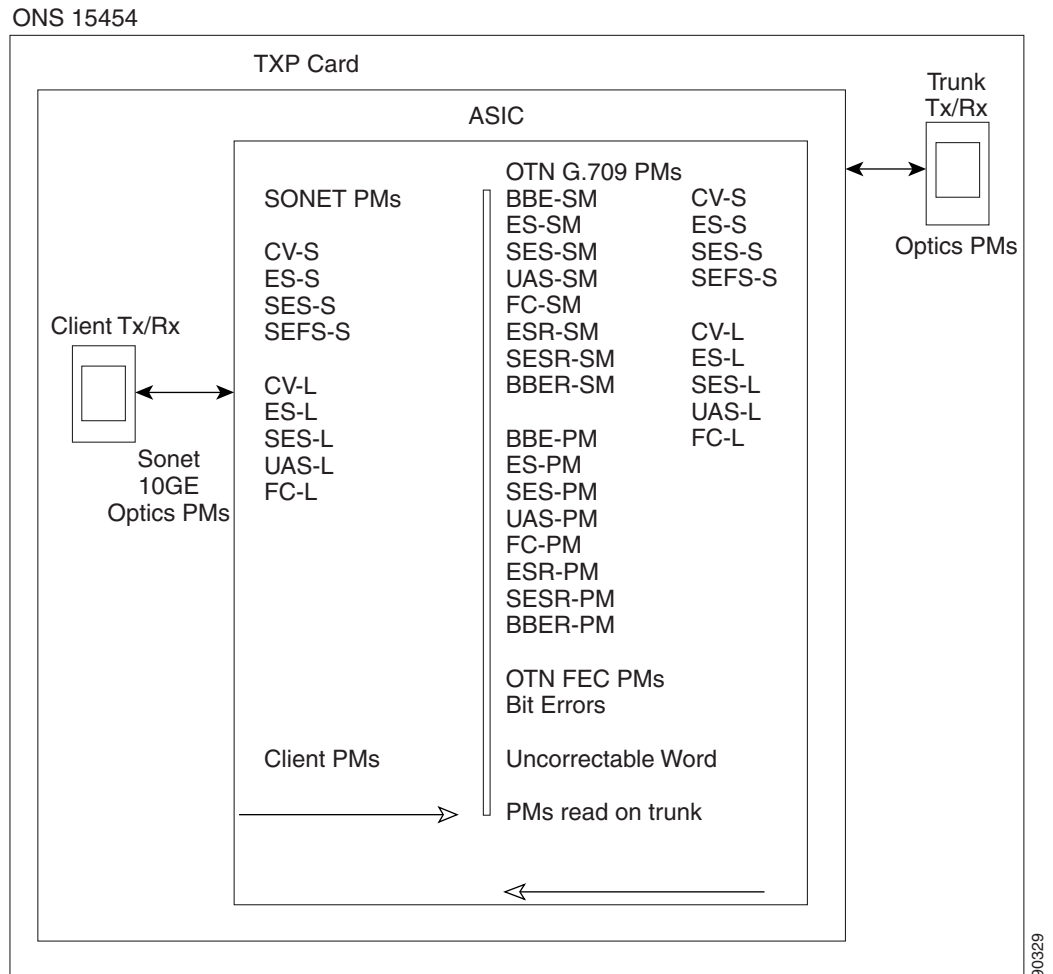 ONS 15454
TXP Card
ASIC
Trunk
Tx/Rx
Optics PMs
Client Tx/Rx
Sonet
10GE
Optics PMs
SONET PMs
CV-S
ES-S
SES-S
SEFS-S
CV-L
ES-L
SES-L
UAS-L
FC-L
Client PMs
OTN G.709 PMs
BBE-SM
ES-SM
SES-SM
UAS-SM
FC-SM
ESR-SM
SESR-SM
BBER-SM
BBE-PM
ES-PM
SES-PM
UAS-PM
FC-PM
ESR-PM
SESR-PM
BBER-PM
OTN FEC PMs
Bit Errors
Uncorrectable Word
PMs read on trunk
CV-S
ES-S
SES-S
SEFS-S
CV-L
ES-L
SES-L
UAS-L
FC-L
90329